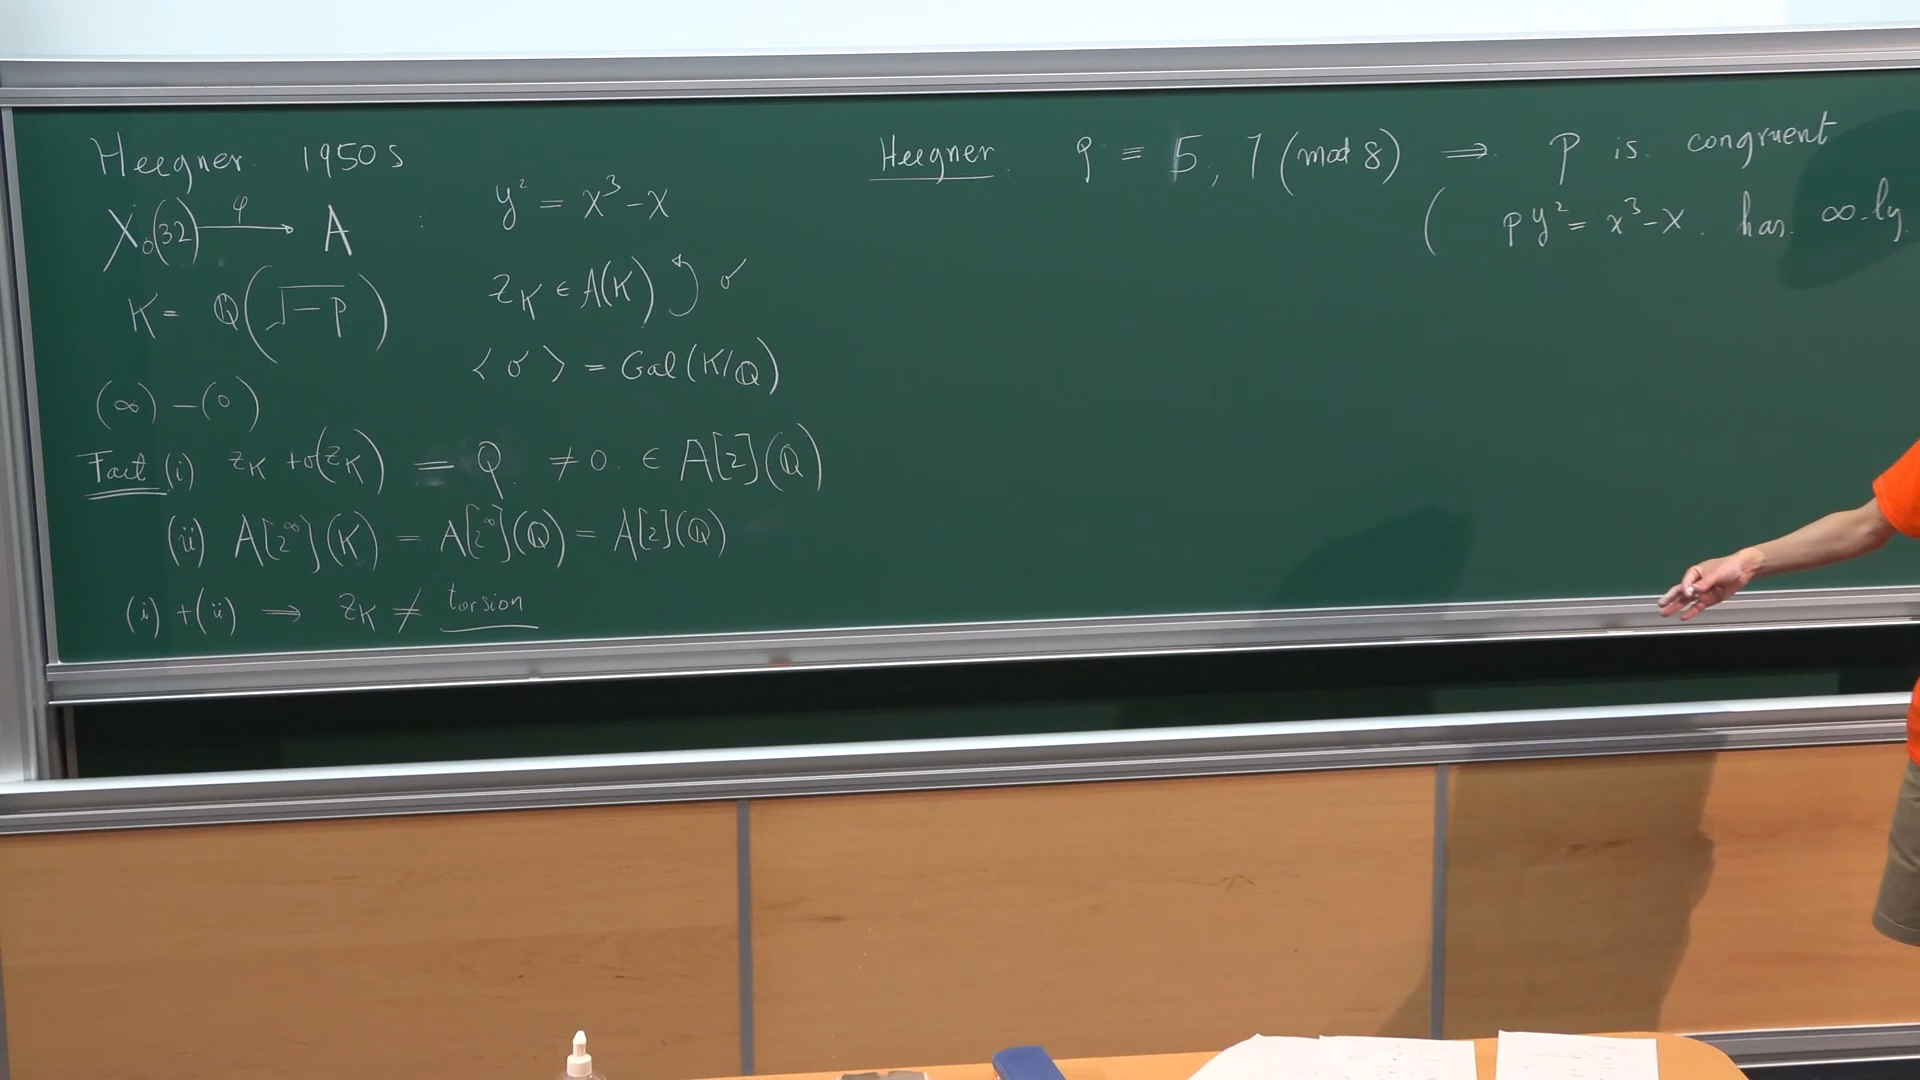 Heegner 1950s
X₀(32) —φ→ A : y² = x³ - x
K = ℚ(√-p) z_K ∈ A(K) ↺ σ
⟨σ⟩ = Gal(K/ℚ)
(∞) - (0)
Fact (i) z_K + σ(z_K) = Q ≠ 0 ∈ A[2](ℚ)
(ii) A[2^∞](K) = A[2^∞](ℚ) = A[2](ℚ)
(i) + (ii) ⟹ z_K ≠ torsion
Heegner p ≡ 5, 7 (mod 8) ⟹ p is congruent
( py² = x³ - x. has ∞-ly